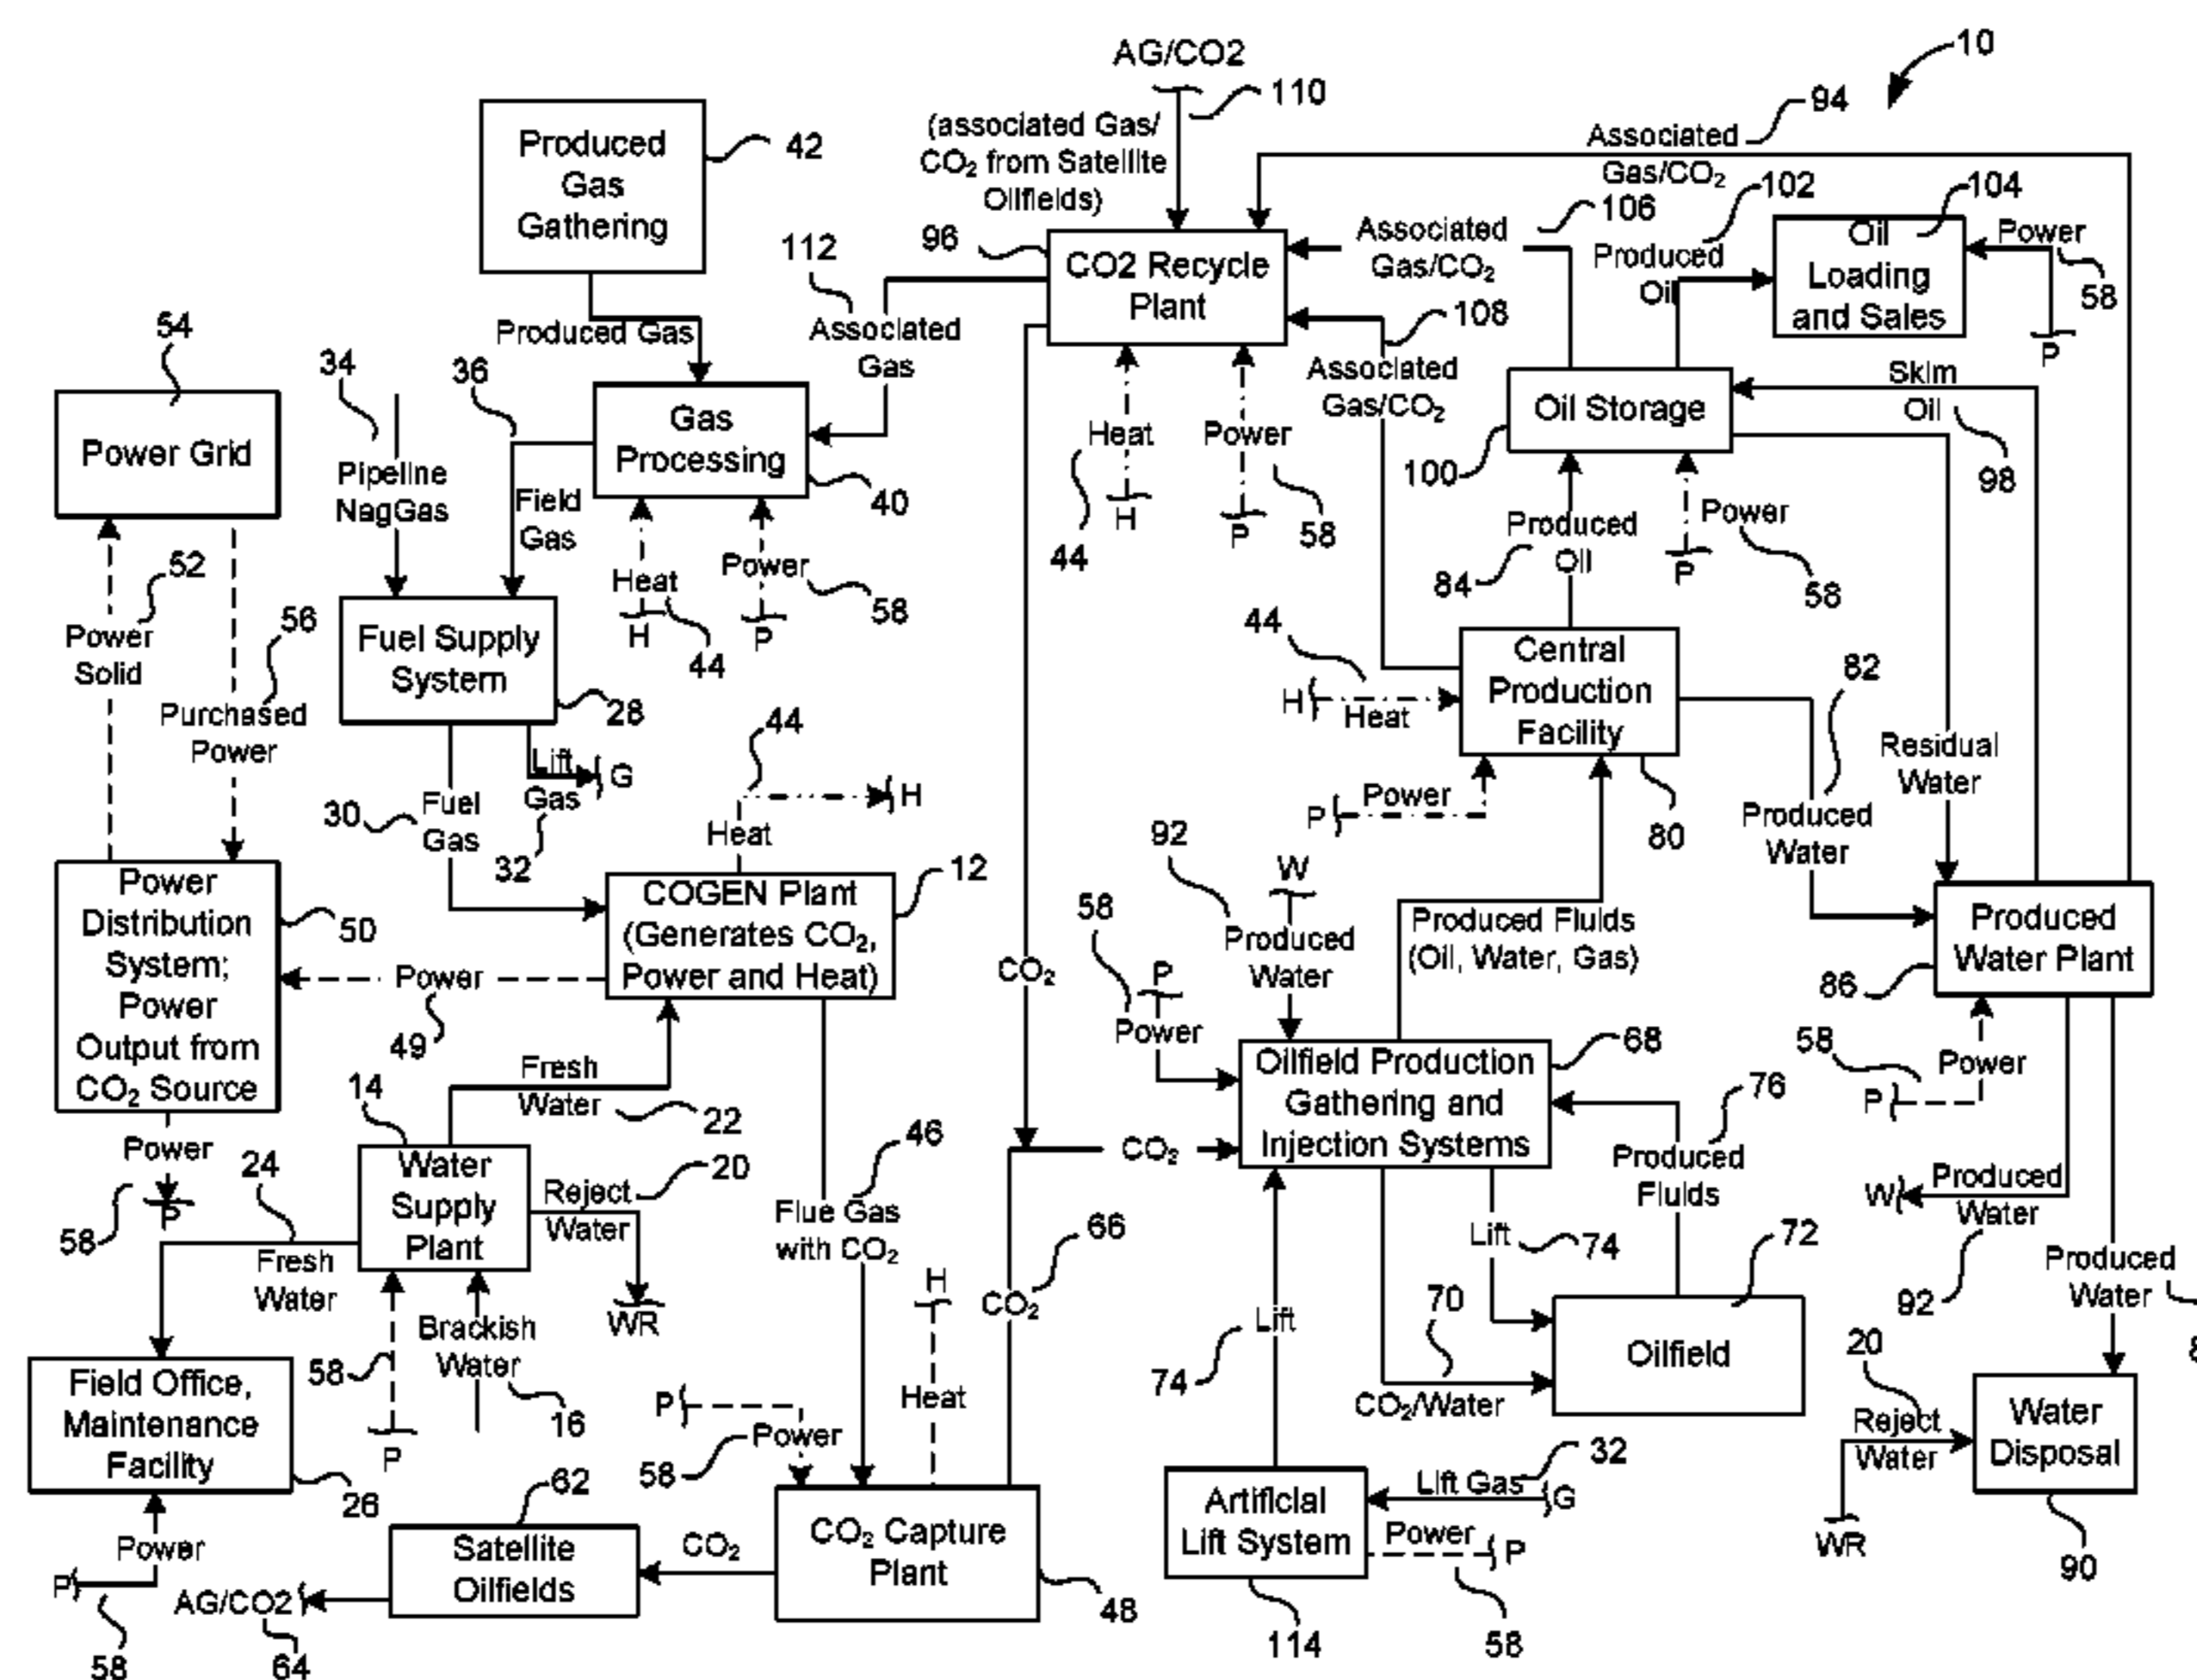 10
AG/CO2
110
94
Associated
Gas/CO₂
(associated Gas/
CO₂ from Satellite
Oilfields)
Produced
Gas
Gathering
42
102
104
106
Associated
Gas/CO₂
Produced
Oil
Oil
Loading
and Sales
Power
58
P
96
CO2 Recycle
Plant
112
Associated
Gas
Produced Gas
108
Associated
Gas/CO₂
54
34
36
Power Grid
Gas
Processing
40
Pipeline
NagGas
Field
Gas
Heat
44
H
Power
58
P
Oil Storage
100
Skim
Oil
98
Heat
44
H
Power
58
P
52
Power
Solid
56
Purchased
Power
Fuel Supply
System
28
Produced
Oil
84
Power
P
58
44
H
Heat
Central
Production
Facility
80
82
Residual
Water
Produced
Water
P
Power
44
Heat
H
Lift
Gas
G
32
30
Fuel
Gas
COGEN Plant
(Generates CO₂,
Power and Heat)
12
Power
Distribution
System;
Power
Output from
CO₂ Source
50
Power
49
92
W
Produced
Water
58
P
Power
Produced Fluids
(Oil, Water, Gas)
CO₂
Produced
Water Plant
86
58
Power
P
Fresh
Water
22
14
Water
Supply
Plant
Oilfield Production
Gathering and
Injection Systems
68
76
Produced
Fluids
CO₂
Power
58
P
24
Fresh
Water
Reject
Water
20
WR
46
Flue Gas
with CO₂
66
CO₂
W
Produced
Water
92
Produced
Water
Lift
74
72
70
Oilfield
CO₂/Water
Lift
74
H
Heat
58
P
Brackish
Water
16
Field Office,
Maintenance
Facility
26
Power
P
58
P
Power
58
20
Reject
Water
WR
Water
Disposal
90
62
Satellite
Oilfields
CO₂
CO₂ Capture
Plant
48
AG/CO2
64
Artificial
Lift System
114
Lift Gas
32
G
Power
P
58